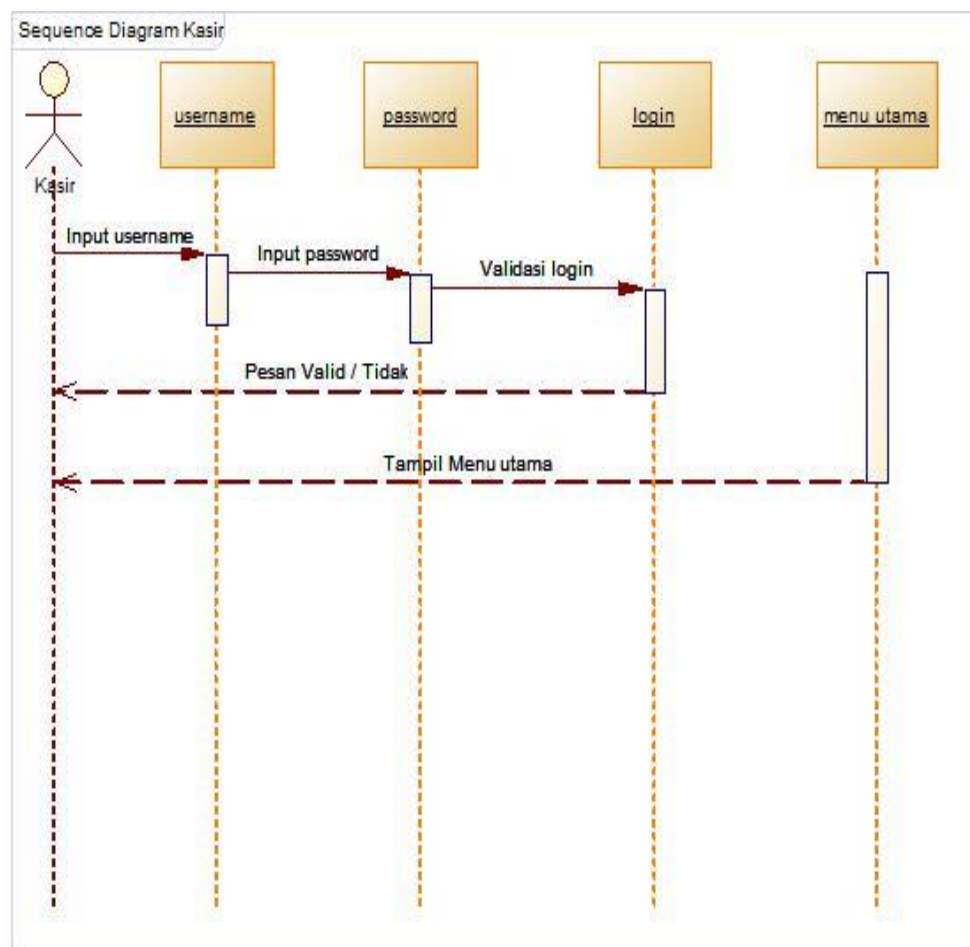 Sequence Diagram Kasir
username
password
login
menu utama
Kasir
Input username
Input password
Validasi login
Pesan Valid / Tidak
Tampil Menu utama